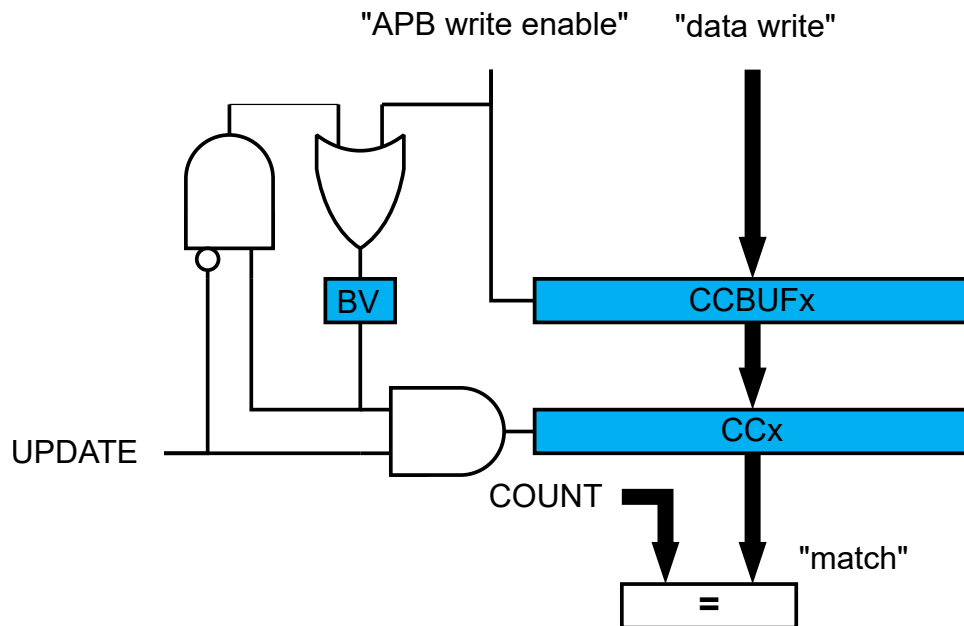 "APB write enable"
"data write"
BV
CCBUFx
CCx
UPDATE
COUNT
"match"
=